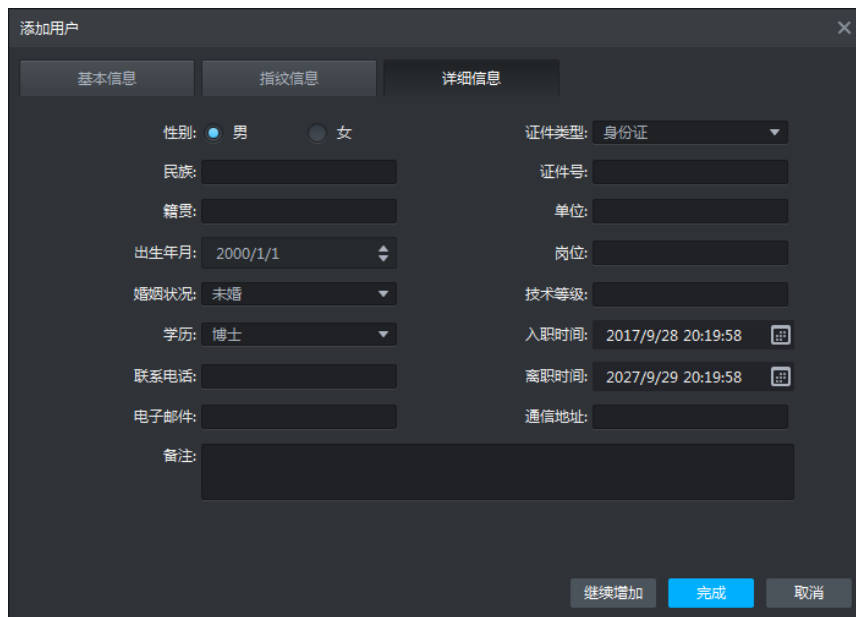 添加用户
基本信息 指纹信息 详细信息
性别: 男 女 证件类型: 身份证
民族: 证件号:
籍贯: 单位:
出生年月: 2000/1/1 岗位:
婚姻状况: 未婚 技术等级:
学历: 博士 入职时间: 2017/9/28 20:19:58
联系电话: 离职时间: 2027/9/29 20:19:58
电子邮件: 通信地址:
备注:
继续增加 完成 取消